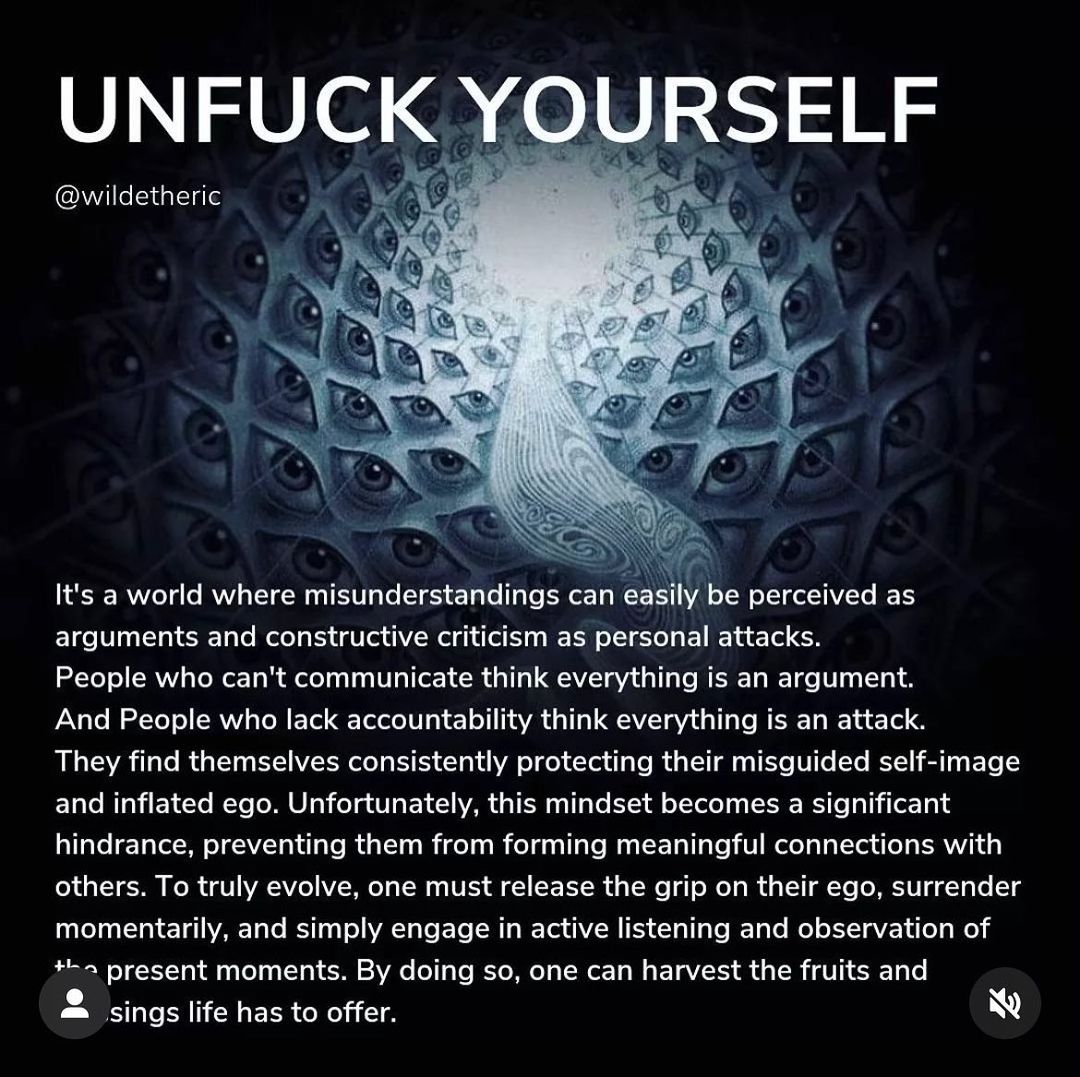 UNFUCK YOURSELF
@wildetheric
It's a world where misunderstandings can easily be perceived as
arguments and constructive criticism as personal attacks.
People who can't communicate think everything is an argument.
And People who lack accountability think everything is an attack.
They find themselves consistently protecting their misguided self-image
and inflated ego. Unfortunately, this mindset becomes a significant
hindrance, preventing them from forming meaningful connections with
others. To truly evolve, one must release the grip on their ego, surrender
momentarily, and simply engage in active listening and observation of
the present moments. By doing so, one can harvest the fruits and
life has to offer.